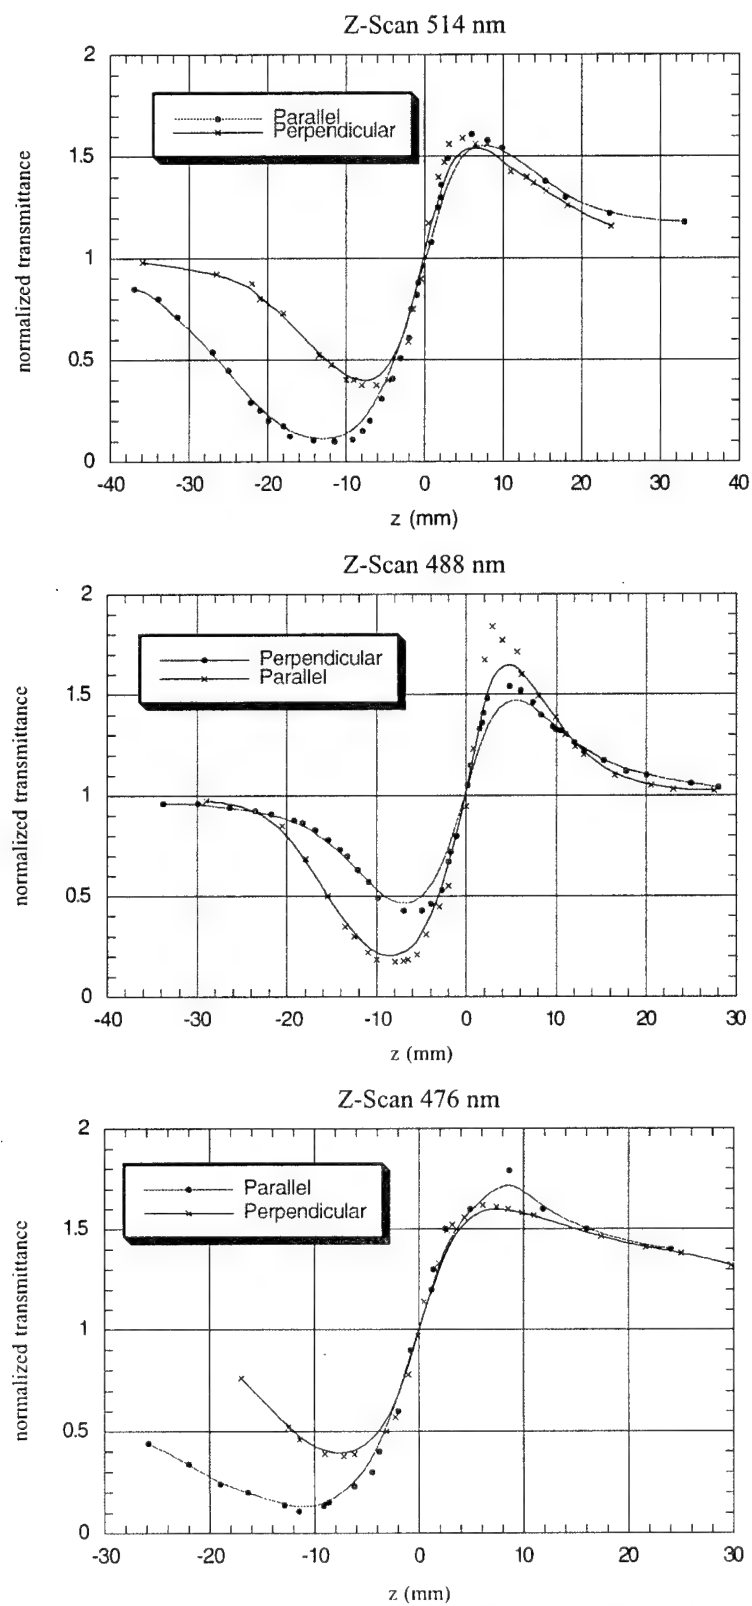 Z-Scan 514 nm
2
Parallel
Perpendicular
1.5
1
0.5
0
normalized transmittance
-40 -30 -20 -10 0 10 20 30 40
z (mm)
Z-Scan 488 nm
2
Perpendicular
Parallel
1.5
1
0.5
0
normalized transmittance
-40 -30 -20 -10 0 10 20 30
z (mm)
Z-Scan 476 nm
2
Parallel
Perpendicular
1.5
1
0.5
0
normalized transmittance
-30 -20 -10 0 10 20 30
z (mm)